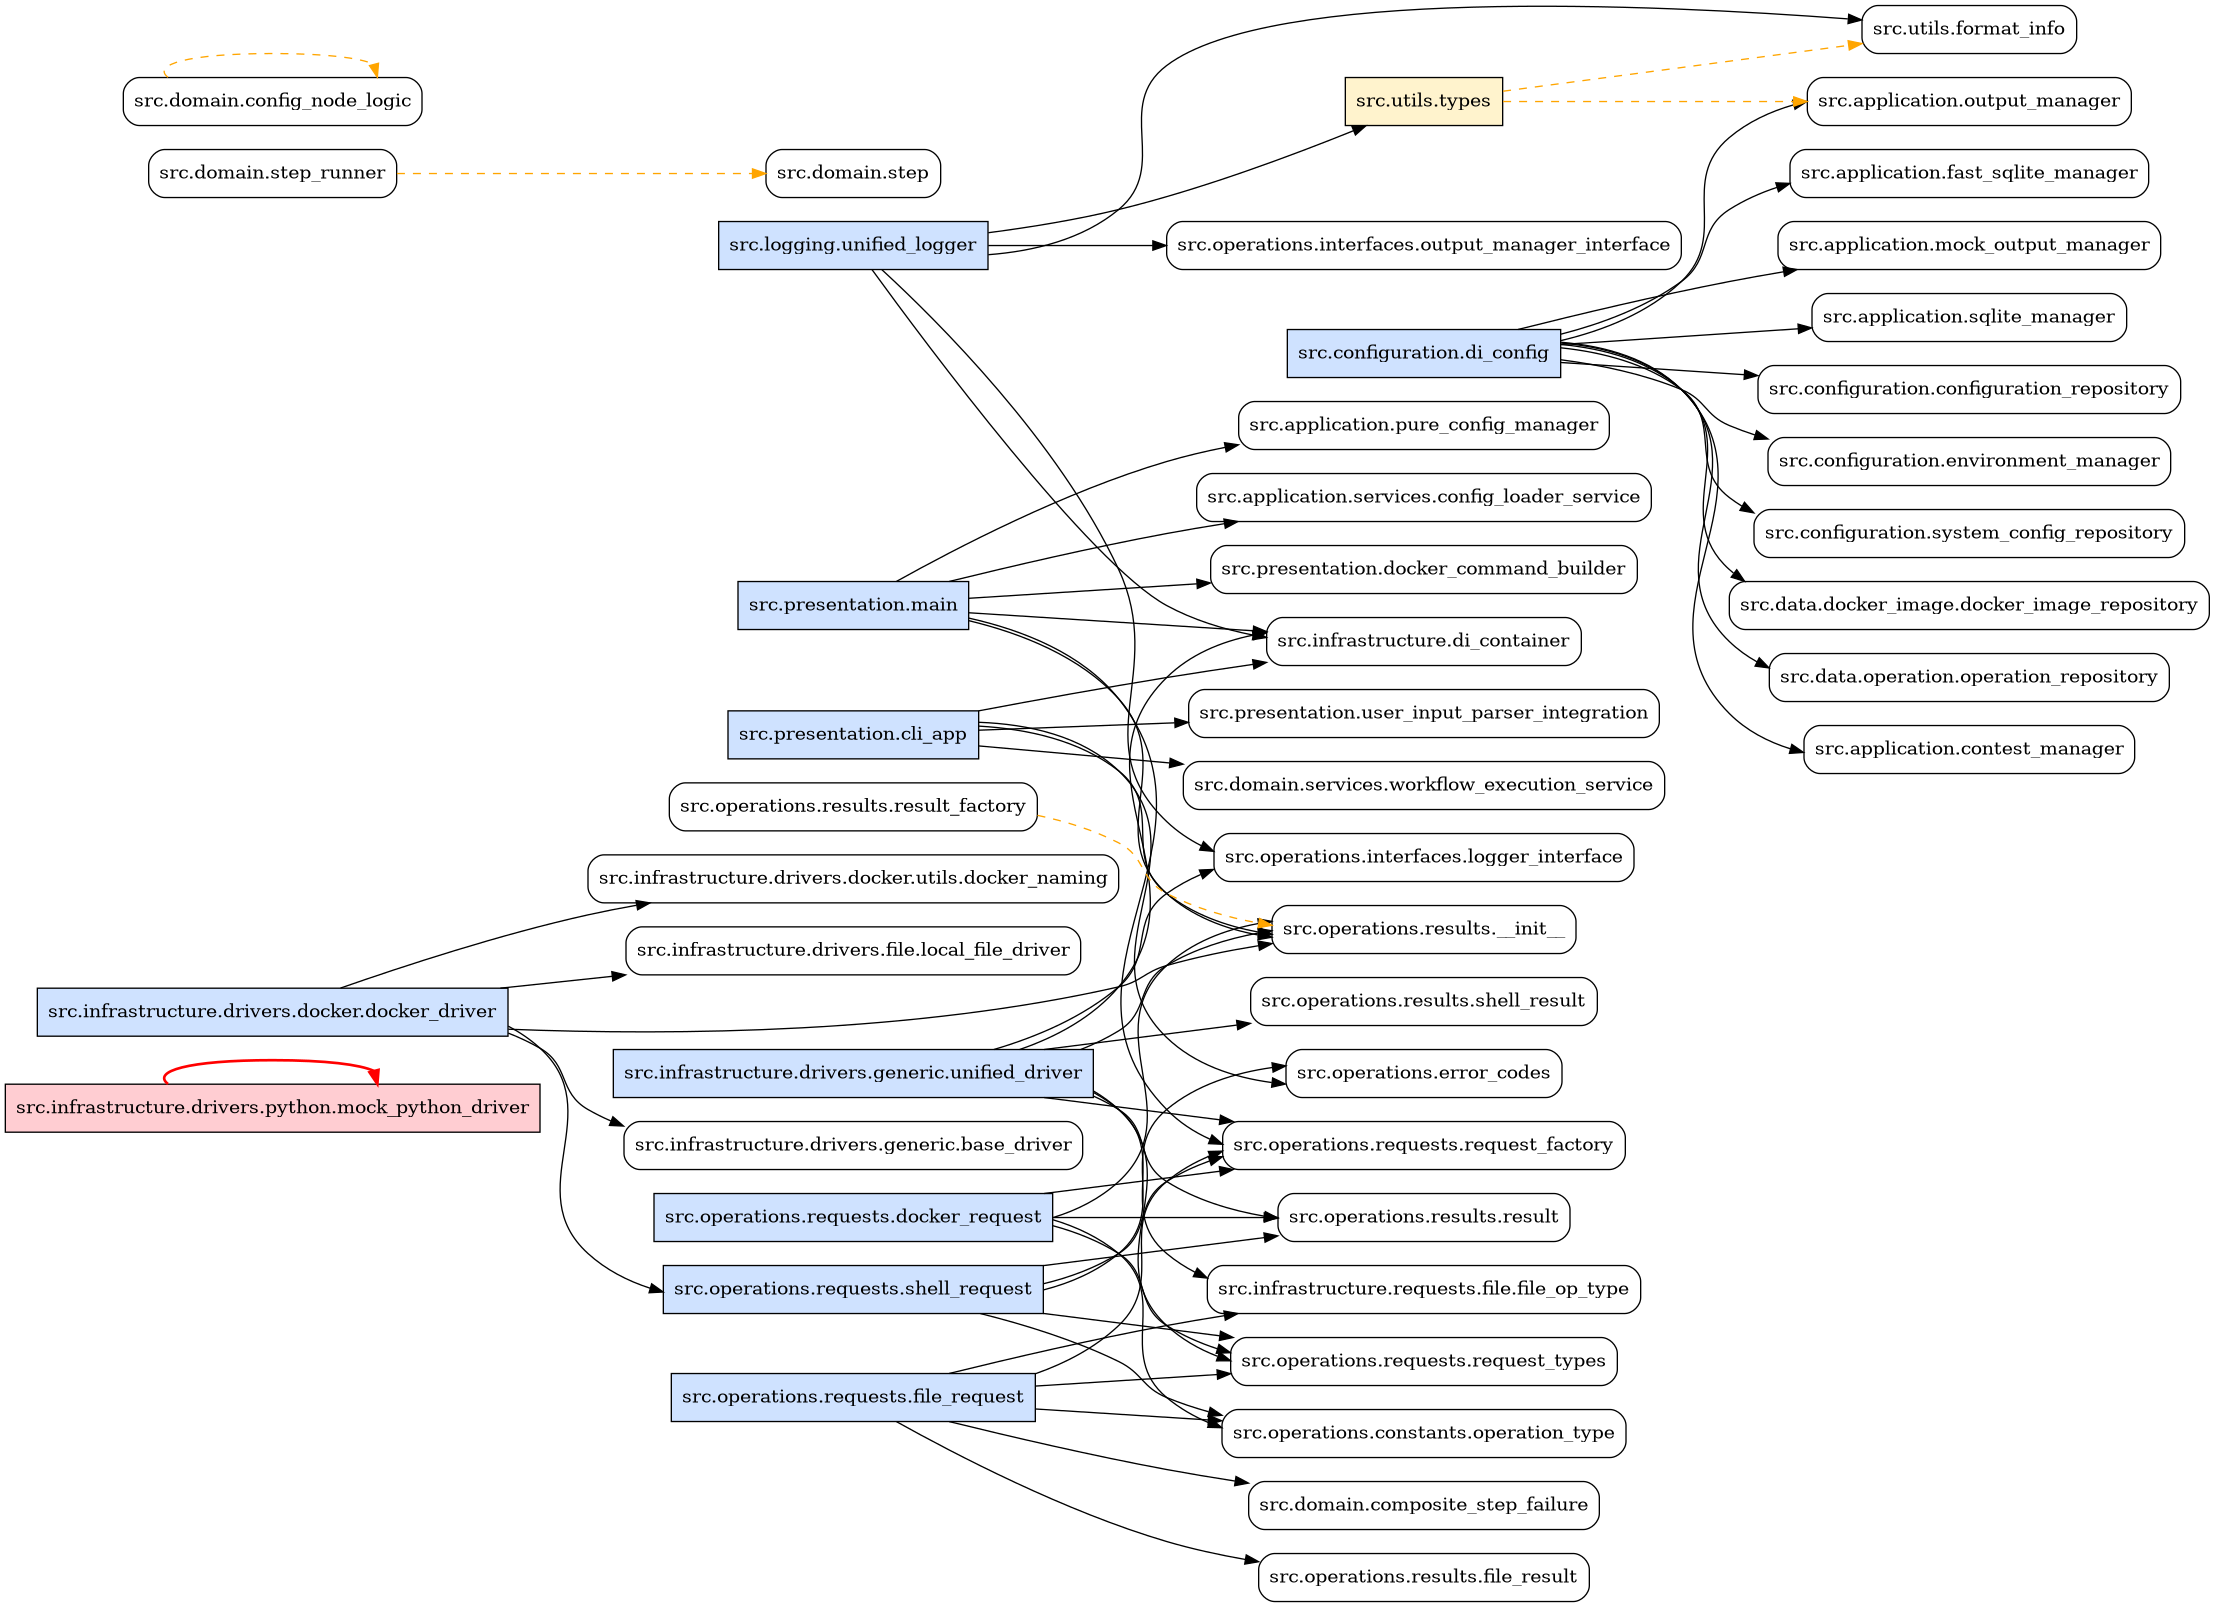 src.utils.format_info
src.domain.config_node_logic
src.utils.types
src.application.output_manager
src.domain.step_runner
src.domain.step
src.application.fast_sqlite_manager
src.logging.unified_logger
src.operations.interfaces.output_manager_interface
src.application.mock_output_manager
src.application.sqlite_manager
src.configuration.di_config
src.configuration.configuration_repository
src.application.pure_config_manager
src.configuration.environment_manager
src.application.services.config_loader_service
src.configuration.system_config_repository
src.presentation.docker_command_builder
src.presentation.main
src.data.docker_image.docker_image_repository
src.infrastructure.di_container
src.data.operation.operation_repository
src.presentation.user_input_parser_integration
src.presentation.cli_app
src.application.contest_manager
src.domain.services.workflow_execution_service
src.operations.results.result_factory
src.operations.interfaces.logger_interface
src.infrastructure.drivers.docker.utils.docker_naming
src.operations.results.__init__
src.infrastructure.drivers.file.local_file_driver
src.operations.results.shell_result
src.infrastructure.drivers.docker.docker_driver
src.infrastructure.drivers.generic.unified_driver
src.operations.error_codes
src.infrastructure.drivers.python.mock_python_driver
src.infrastructure.drivers.generic.base_driver
src.operations.requests.request_factory
src.operations.requests.docker_request
src.operations.results.result
src.operations.requests.shell_request
src.infrastructure.requests.file.file_op_type
src.operations.requests.request_types
src.operations.requests.file_request
src.operations.constants.operation_type
src.domain.composite_step_failure
src.operations.results.file_result